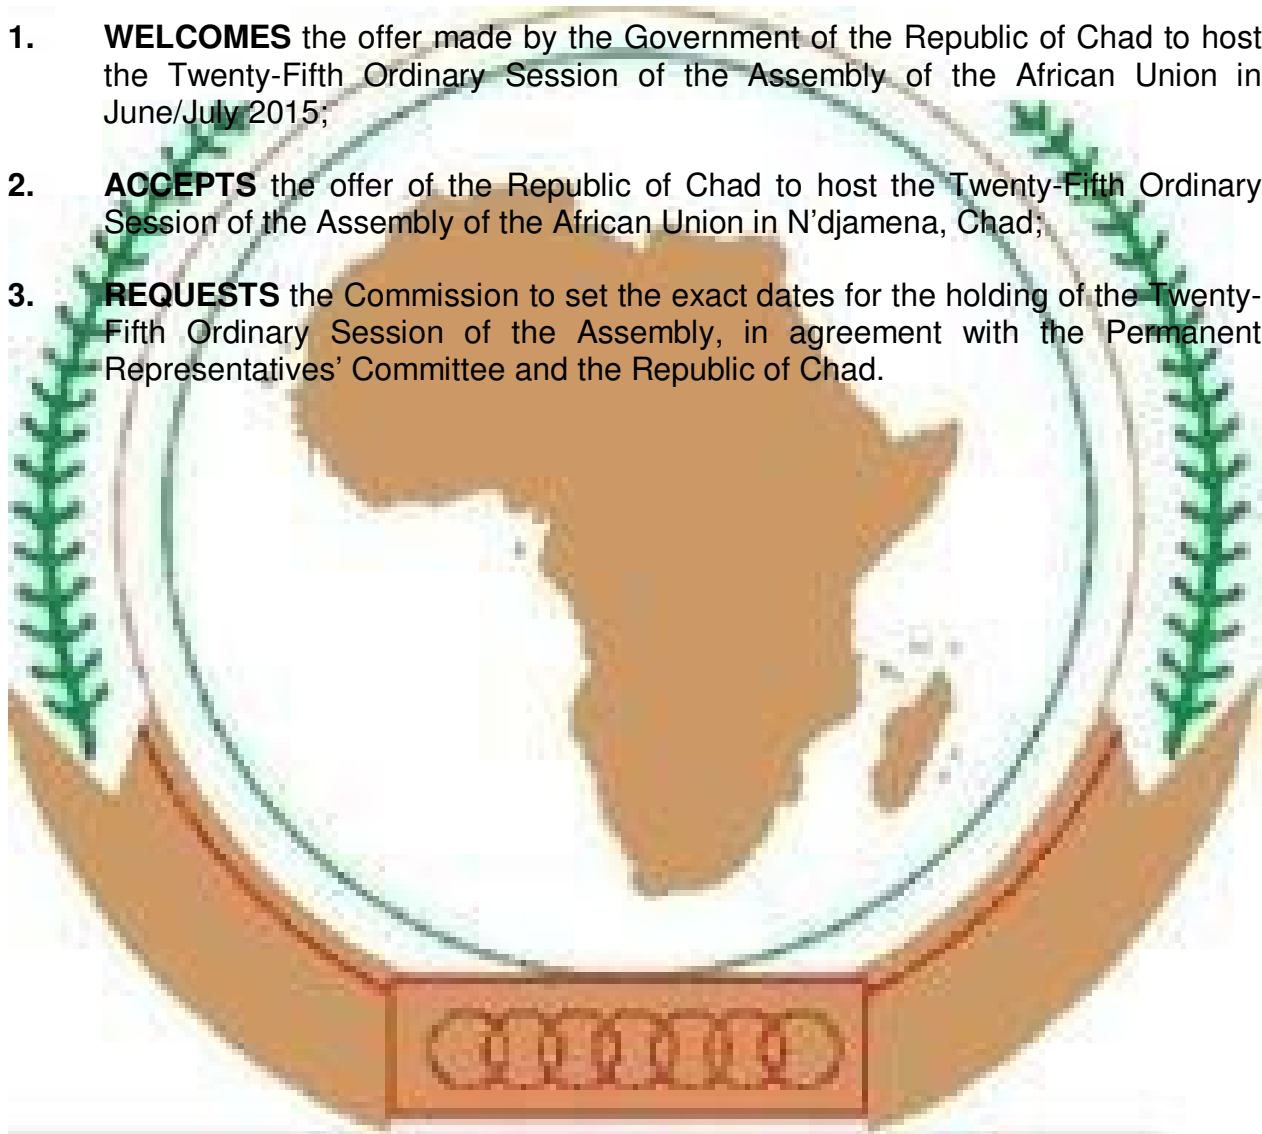 1. WELCOMES the offer made by the Government of the Republic of Chad to host
the Twenty-Fifth Ordinary Session of the Assembly of the African Union in
June/July 2015;
2. ACCEPTS the offer of the Republic of Chad to host the Twenty-Fifth Ordinary
Session of the Assembly of the African Union in N’djamena, Chad;
3. REQUESTS the Commission to set the exact dates for the holding of the Twenty-
Fifth Ordinary Session of the Assembly, in agreement with the Permanent
Representatives’ Committee and the Republic of Chad.